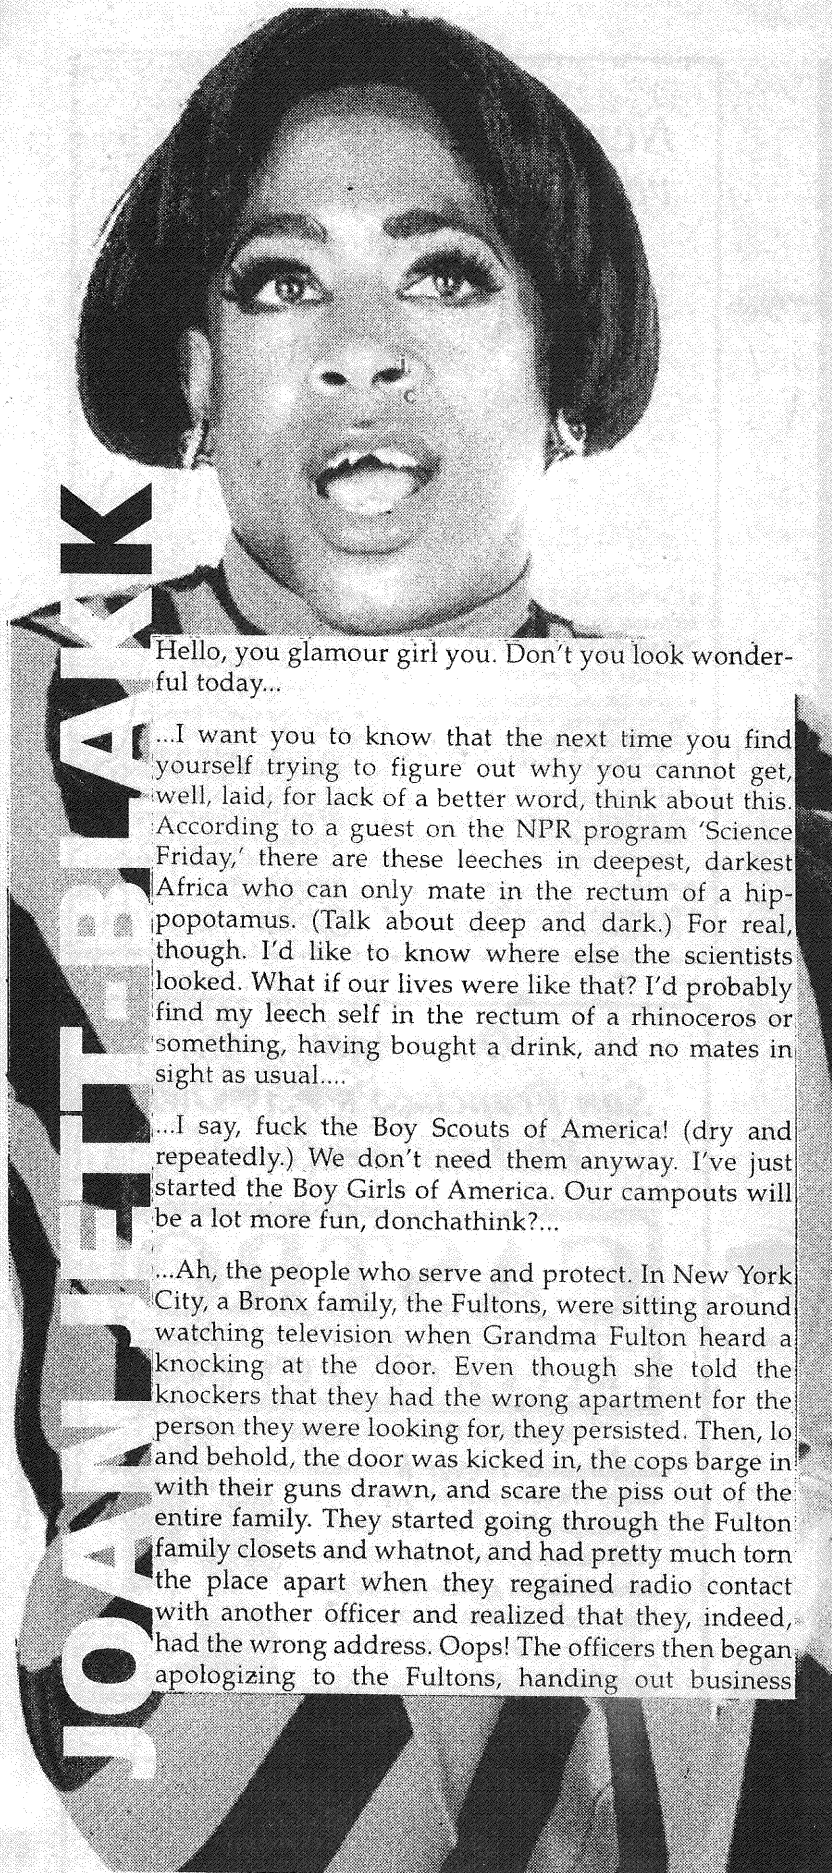 JOAN JETT-BLAKK
Hello, you glamour girl you. Don't you look wonder-
ful today...
...I want you to know that the next time you find
yourself trying to figure out why you cannot get,
well, laid, for lack of a better word, think about this.
According to a guest on the NPR program 'Science
Friday,' there are these leeches in deepest, darkest
Africa who can only mate in the rectum of a hip-
popotamus. (Talk about deep and dark.) For real,
though. I'd like to know where else the scientists
looked. What if our lives were like that? I'd probably
find my leech self in the rectum of a rhinoceros or
something, having bought a drink, and no mates in
sight as usual....
...I say, fuck the Boy Scouts of America! (dry and
repeatedly.) We don't need them anyway. I've just
started the Boy Girls of America. Our campouts will
be a lot more fun, donchathink?...
...Ah, the people who serve and protect. In New York
City, a Bronx family, the Fultons, were sitting around
watching television when Grandma Fulton heard a
knocking at the door. Even though she told the
knockers that they had the wrong apartment for the
person they were looking for, they persisted. Then, lo
and behold, the door was kicked in, the cops barge in
with their guns drawn, and scare the piss out of the
entire family. They started going through the Fulton
family closets and whatnot, and had pretty much torn
the place apart when they regained radio contact
with another officer and realized that they, indeed,
had the wrong address. Oops! The officers then began
apologizing to the Fultons, handing out business